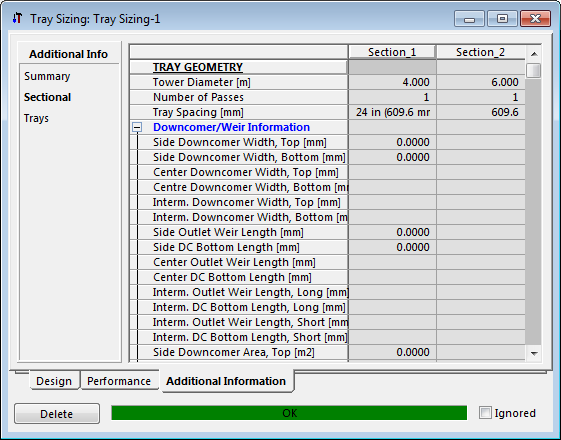 Tray Sizing: Tray Sizing-1
Additional Info
Summary
Sectional
Trays
Section_1 Section_2
TRAY GEOMETRY
Tower Diameter [m] 4.000 6.000
Number of Passes 1 1
Tray Spacing [mm] 24 in (609.6 mr 609.6
Downcomer/Weir Information
Side Downcomer Width, Top [mm] 0.0000
Side Downcomer Width, Bottom [mm] 0.0000
Center Downcomer Width, Top [mm]
Centre Downcomer Width, Bottom [mm]
Interm. Downcomer Width, Top [mm]
Interm. Downcomer Width, Bottom [m
Side Outlet Weir Length [mm] 0.0000
Side DC Bottom Length [mm] 0.0000
Center Outlet Weir Length [mm]
Center DC Bottom Length [mm]
Interm. Outlet Weir Length, Long [mm]
Interm. DC Bottom Length, Long [mm]
Interm. Outlet Weir Length, Short [mm]
Interm. DC Bottom Length, Short [mm]
Side Downcomer Area, Top [m2] 0.0000
Design Performance Additional Information
Delete OK Ignored